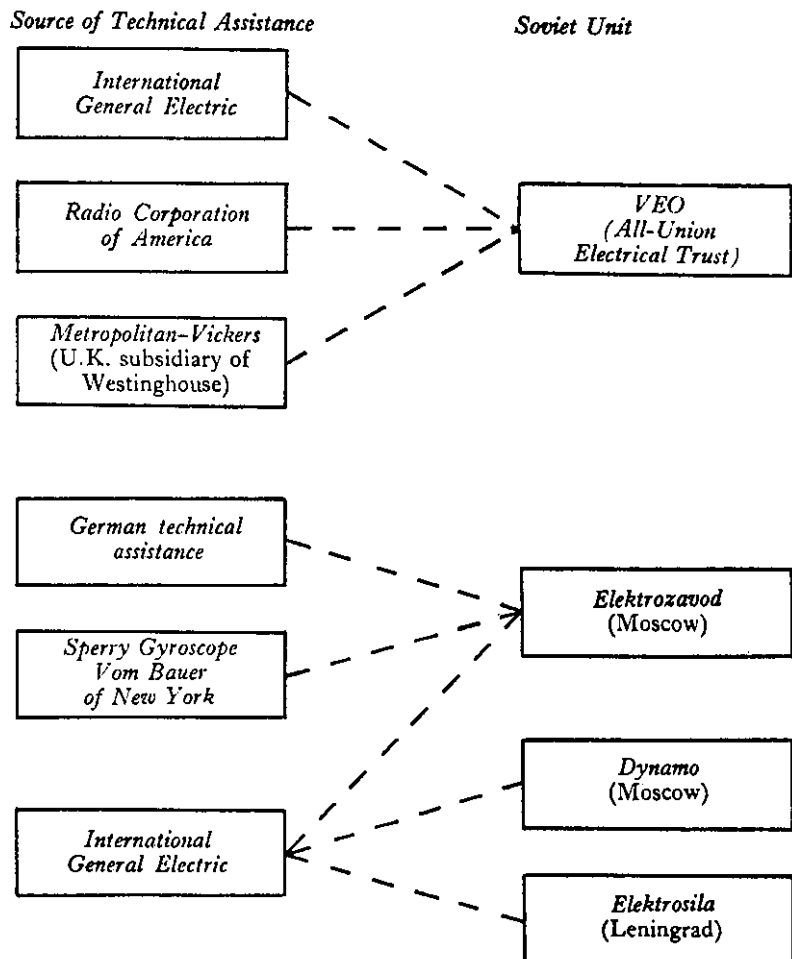 Source of Technical Assistance
Soviet Unit
International
General Electric
Radio Corporation
of America
VEO
(All-Union
Electrical Trust)
Metropolitan-Vickers
(U.K. subsidiary of
Westinghouse)
German technical
assistance
Elektrozavod
(Moscow)
Sperry Gyroscope
Vom Bauer
of New York
Dynamo
(Moscow)
International
General Electric
Elektrosila
(Leningrad)